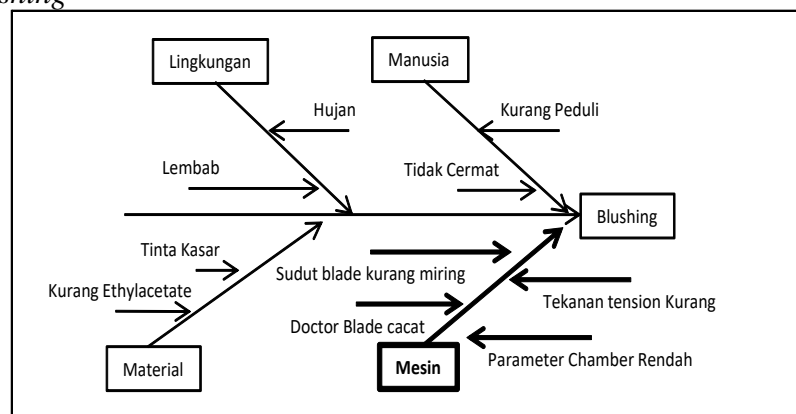 Lingkungan
Manusia
Hujan
Kurang Peduli
Lembab
Tidak Cermat
Blushing
Tinta Kasar
Sudut blade kurang miring
Kurang Ethylacetate
Tekanan tension Kurang
Doctor Blade cacat
Parameter Chamber Rendah
Material
Mesin